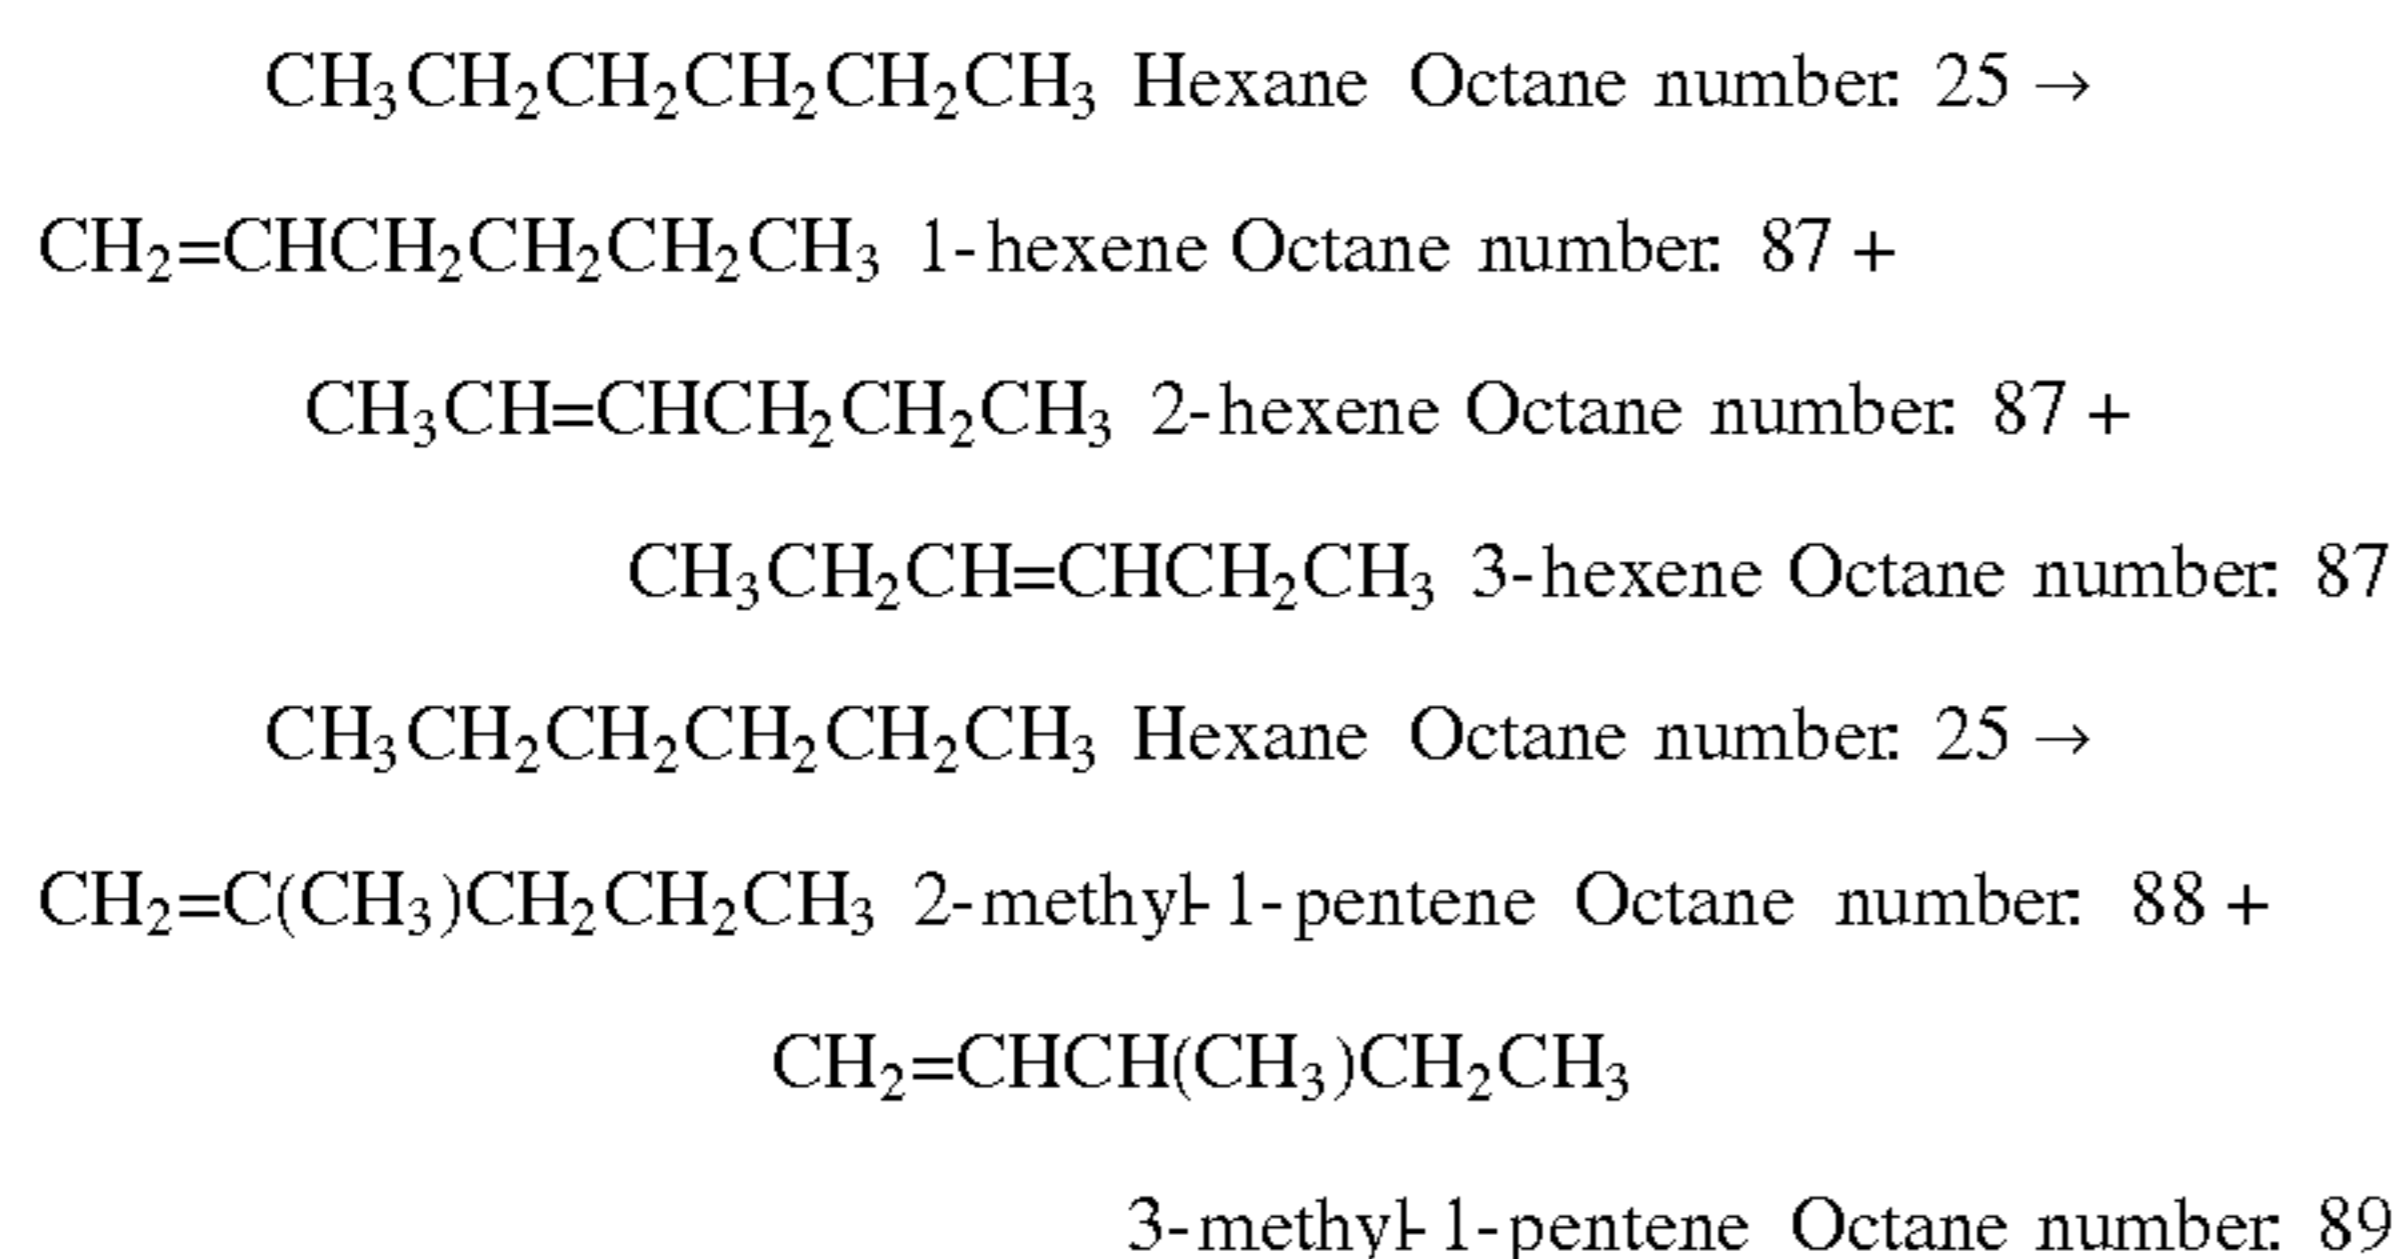 CH₃CH₂CH₂CH₂CH₂CH₃ Hexane Octane number: 25 →
CH₂=CHCH₂CH₂CH₂CH₃ 1-hexene Octane number: 87 +
CH₃CH=CHCH₂CH₂CH₃ 2-hexene Octane number: 87 +
CH₃CH₂CH=CHCH₂CH₃ 3-hexene Octane number: 87
CH₃CH₂CH₂CH₂CH₂CH₃ Hexane Octane number: 25 →
CH₂=C(CH₃)CH₂CH₂CH₃ 2-methyl-1-pentene Octane number: 88 +
CH₂=CHCH(CH₃)CH₂CH₃
3-methyl-1-pentene Octane number: 89